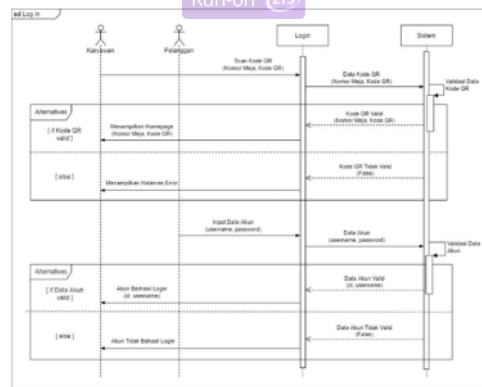 Run-on 279
sd Log In
Karyawan
Pelanggan
Login
Sistem
Scan Kode QR
(Nomor Meja, Kode QR)
Data Kode QR
(Nomor Meja, Kode QR)
Validasi Data
Kode QR
Alternatives
[ if Kode QR
valid ]
Kode QR Valid
(Nomor Meja, Kode QR)
Menampilkan Homepage
(Nomor Meja, Kode QR)
[ else ]
Kode QR Tidak Valid
(False)
Menampilkan Halaman Error
Input Data Akun
(username, password)
Data Akun
(username, password)
Validasi Data
Akun
Alternatives
[ if Data Akun
valid ]
Data Akun Valid
(id, username)
Akun Berhasil Login
(id, username)
[ else ]
Data Akun Tidak Valid
(False)
Akun Tidak Berhasil Login